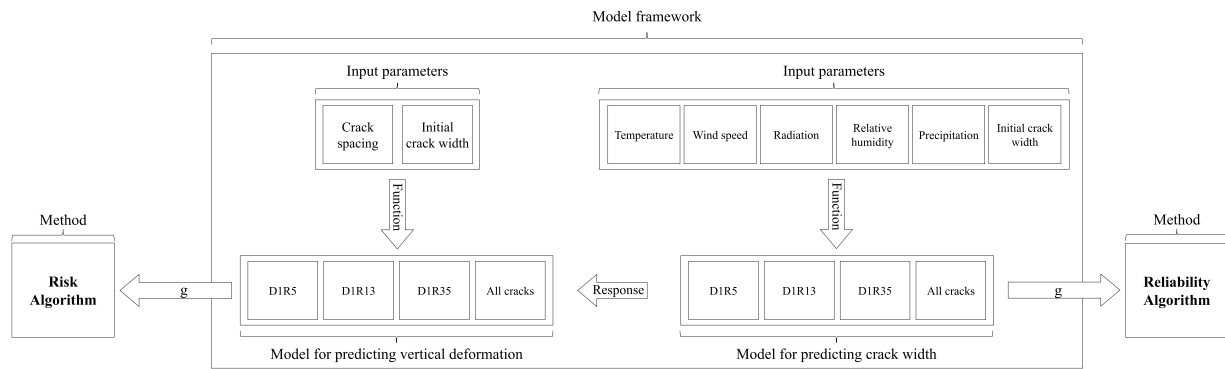 Model framework
Input parameters
Input parameters
Crack
spacing
Initial
crack width
Temperature
Wind speed
Radiation
Relative
humidity
Precipitation
Initial crack
width
Function
Function
Method
Method
Risk
Algorithm
g
D1R5
D1R13
D1R35
All cracks
Response
D1R5
D1R13
D1R35
All cracks
g
Reliability
Algorithm
Model for predicting vertical deformation
Model for predicting crack width